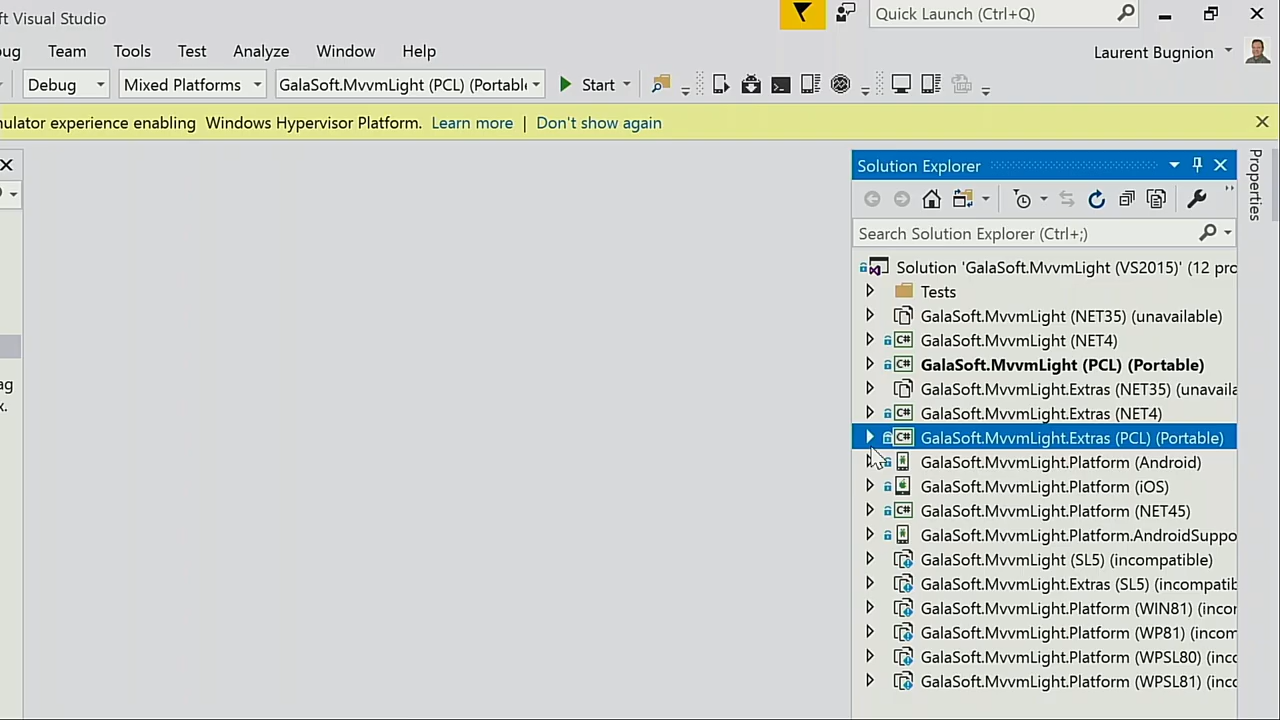 ft Visual Studio
Quick Launch (Ctrl+Q)
bug Team Tools Test Analyze Window Help
Laurent Bugnion
Debug Mixed Platforms GalaSoft.MvvmLight (PCL) (Portabl Start
nulator experience enabling Windows Hypervisor Platform. Learn more | Don't show again
Solution Explorer
Properties
Search Solution Explorer (Ctrl+;)
Solution 'GalaSoft.MvvmLight (VS2015)' (12 pro
Tests
GalaSoft.MvvmLight (NET35) (unavailable)
C# GalaSoft.MvvmLight (NET4)
C# GalaSoft.MvvmLight (PCL) (Portable)
GalaSoft.MvvmLight.Extras (NET35) (unavaila
C# GalaSoft.MvvmLight.Extras (NET4)
C# GalaSoft.MvvmLight.Extras (PCL) (Portable)
GalaSoft.MvvmLight.Platform (Android)
GalaSoft.MvvmLight.Platform (iOS)
C# GalaSoft.MvvmLight.Platform (NET45)
GalaSoft.MvvmLight.Platform.AndroidSuppo
GalaSoft.MvvmLight (SL5) (incompatible)
GalaSoft.MvvmLight.Extras (SL5) (incompatib
GalaSoft.MvvmLight.Platform (WIN81) (incor
GalaSoft.MvvmLight.Platform (WP81) (incom
GalaSoft.MvvmLight.Platform (WPSL80) (inc
GalaSoft.MvvmLight.Platform (WPSL81) (inc
ag
x.